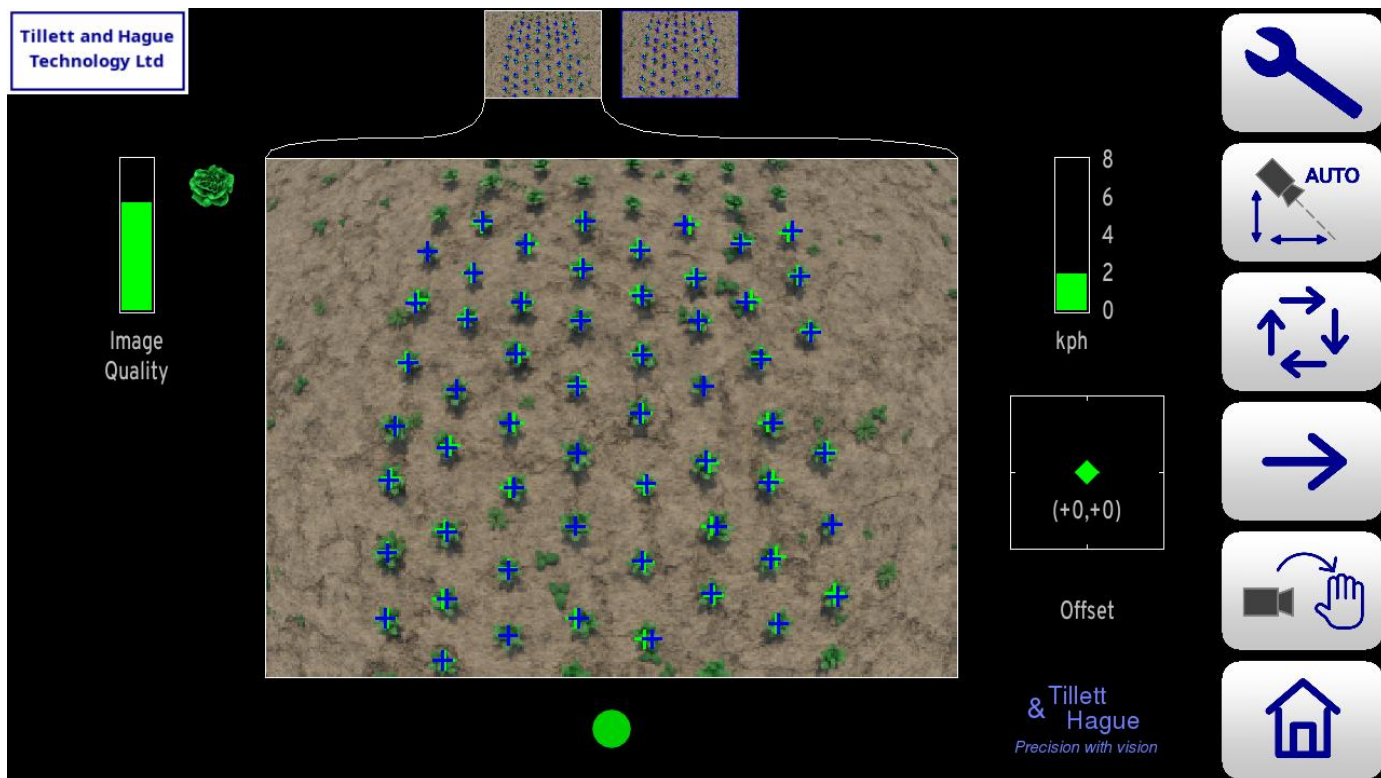 Tillett and Hague
Technology Ltd
Image
Quality
8
6
4
2
0
kph
(+0,+0)
Offset
& Tillett
Hague
Precision with vision
AUTO